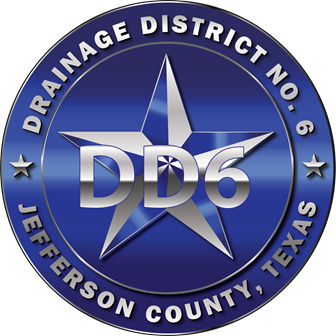 DRAINAGE DISTRICT NO. 6
DD6
JEFFERSON COUNTY, TEXAS